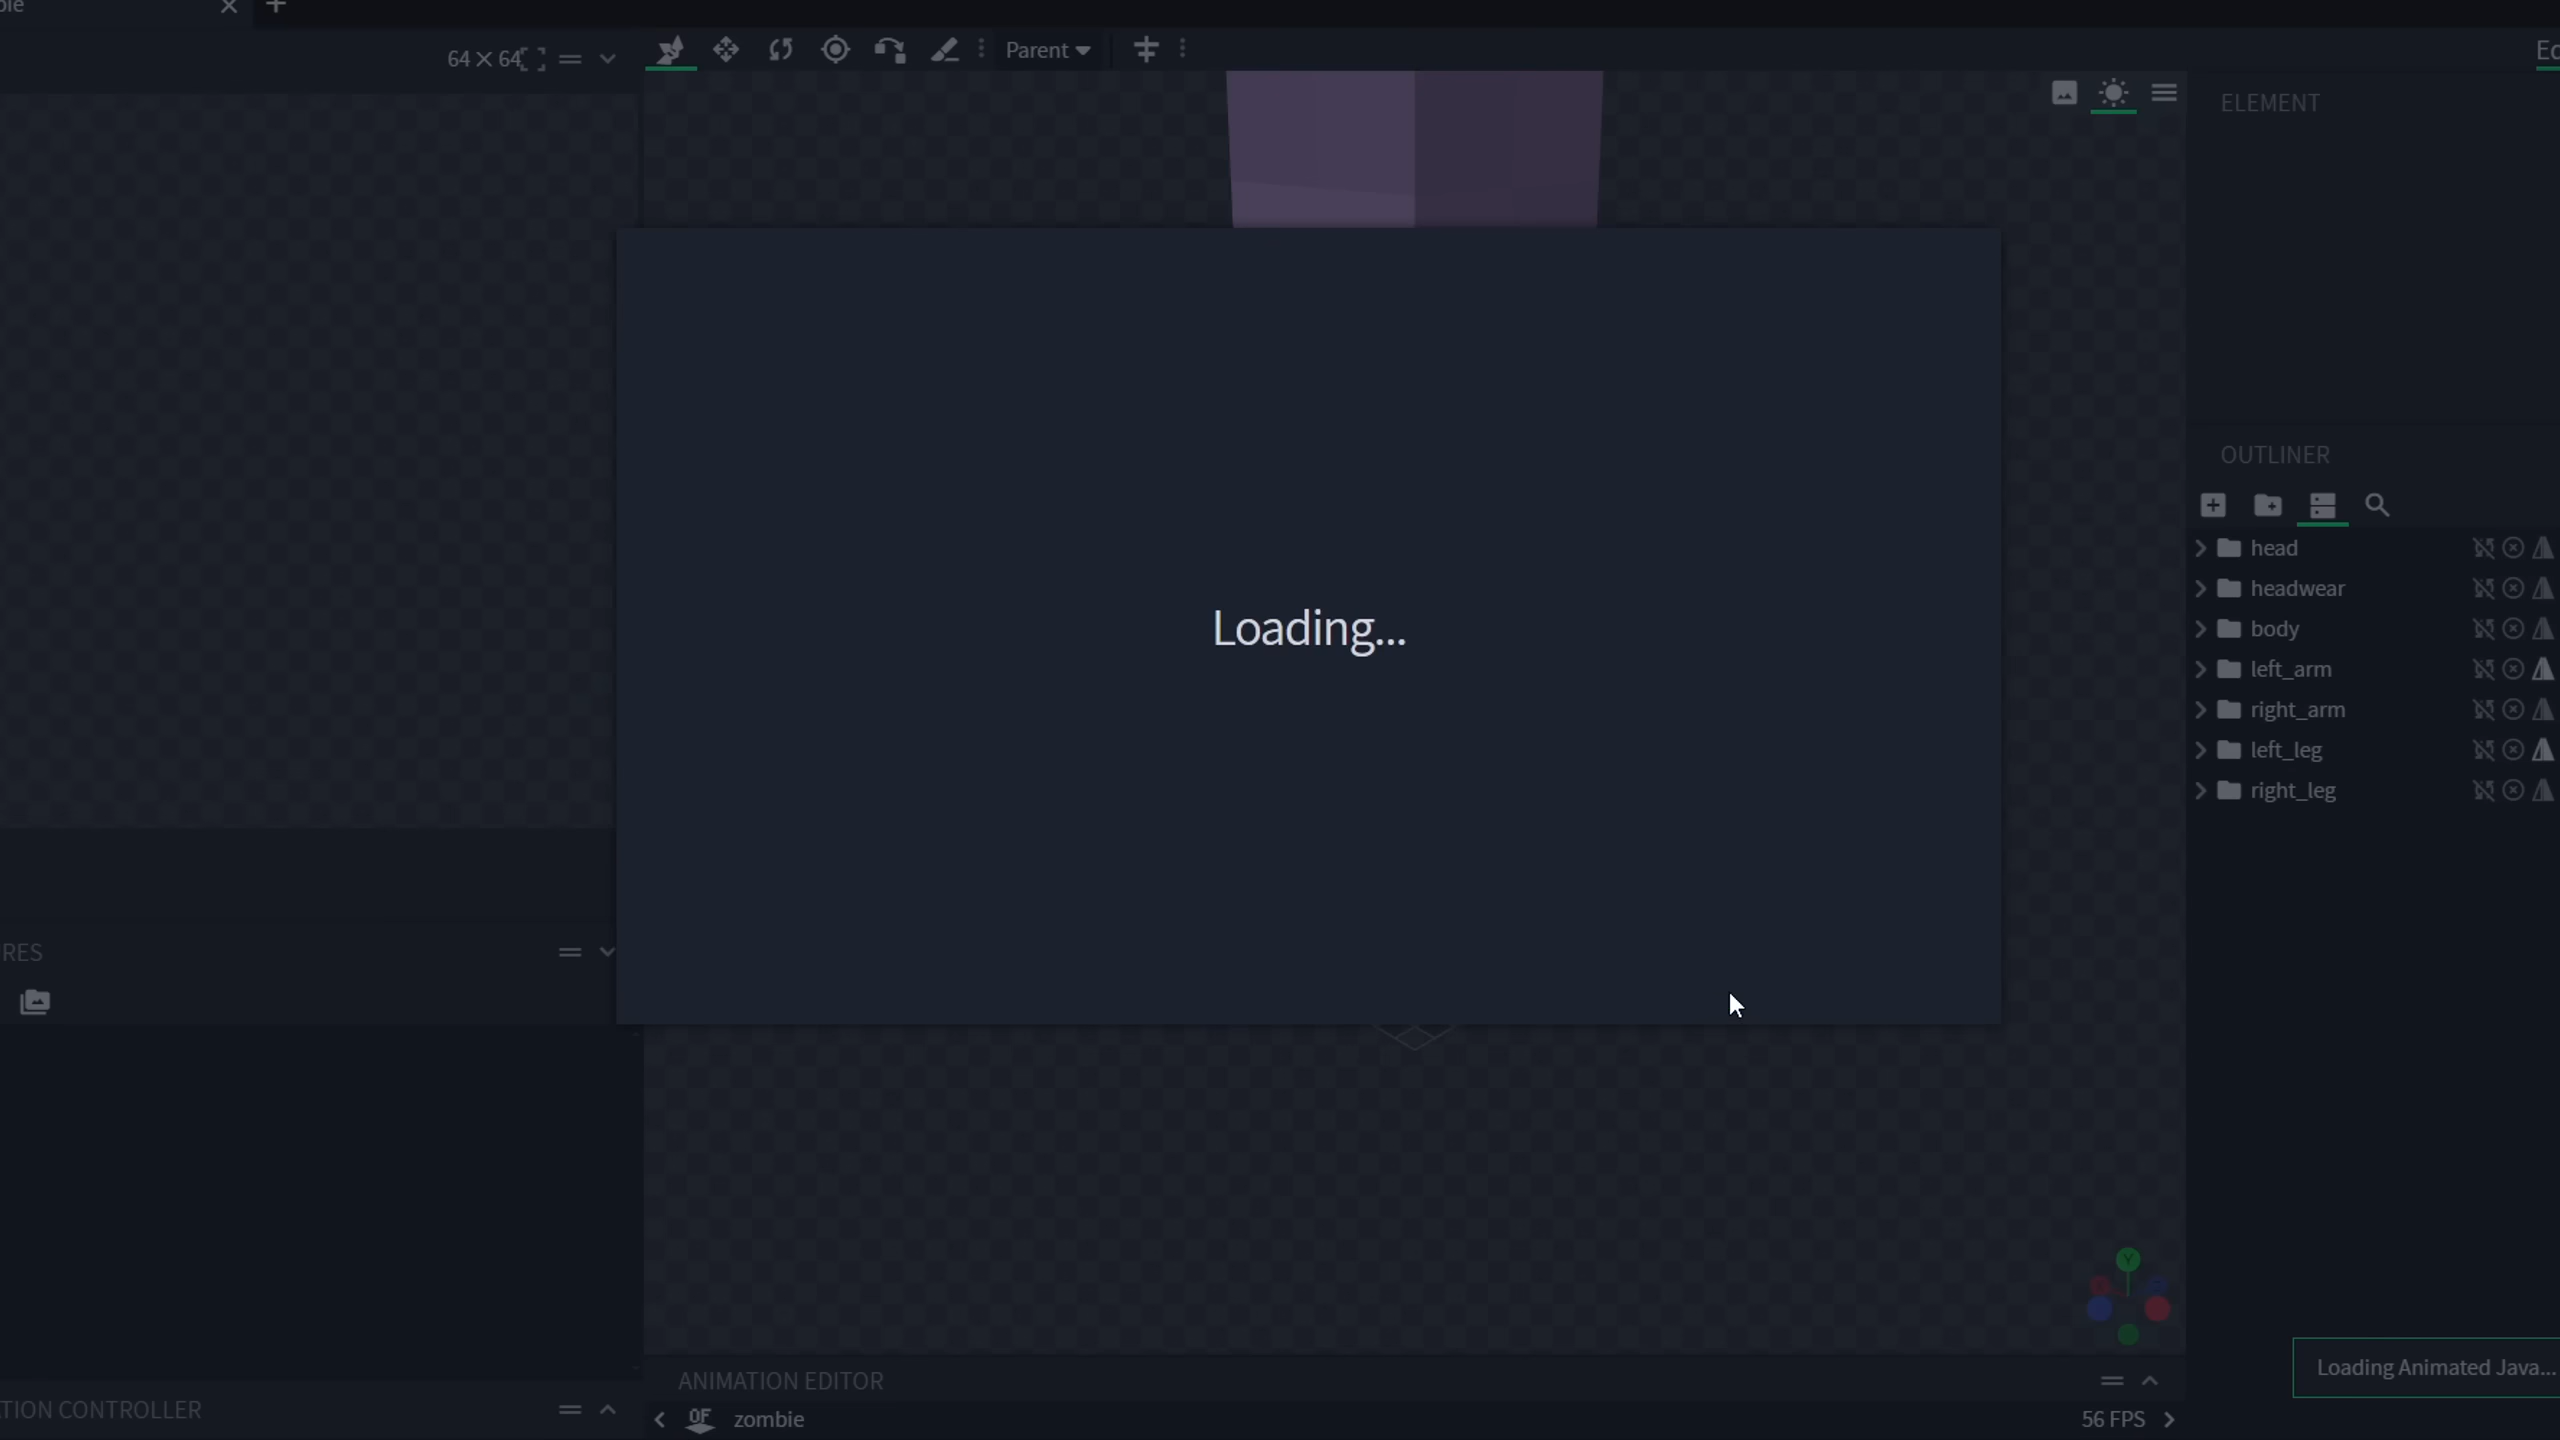 64 × 64
Parent
ELEMENT
OUTLINER
head
headwear
body
left_arm
right_arm
left_leg
right_leg
Loading...
RES
TION CONTROLLER
ANIMATION EDITOR
OF
zombie
56 FPS
Loading Animated Java...
Y